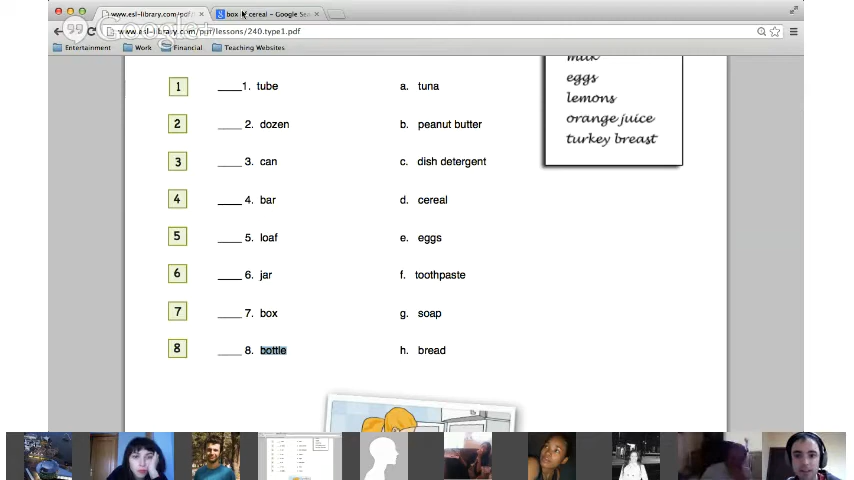 www.esl-library.com/pdf/
box of cereal - Google Sea
Google+
www.esl-library.com/pdf/lessons/240.type1.pdf
Entertainment
Work
Financial
Teaching Websites
1
____1. tube
a. tuna
milk
eggs
lemons
orange juice
turkey breast
2
____ 2. dozen
b. peanut butter
3
____ 3. can
c. dish detergent
4
____ 4. bar
d. cereal
5
____ 5. loaf
e. eggs
6
____ 6. jar
f. toothpaste
7
____ 7. box
g. soap
8
____ 8. bottle
h. bread